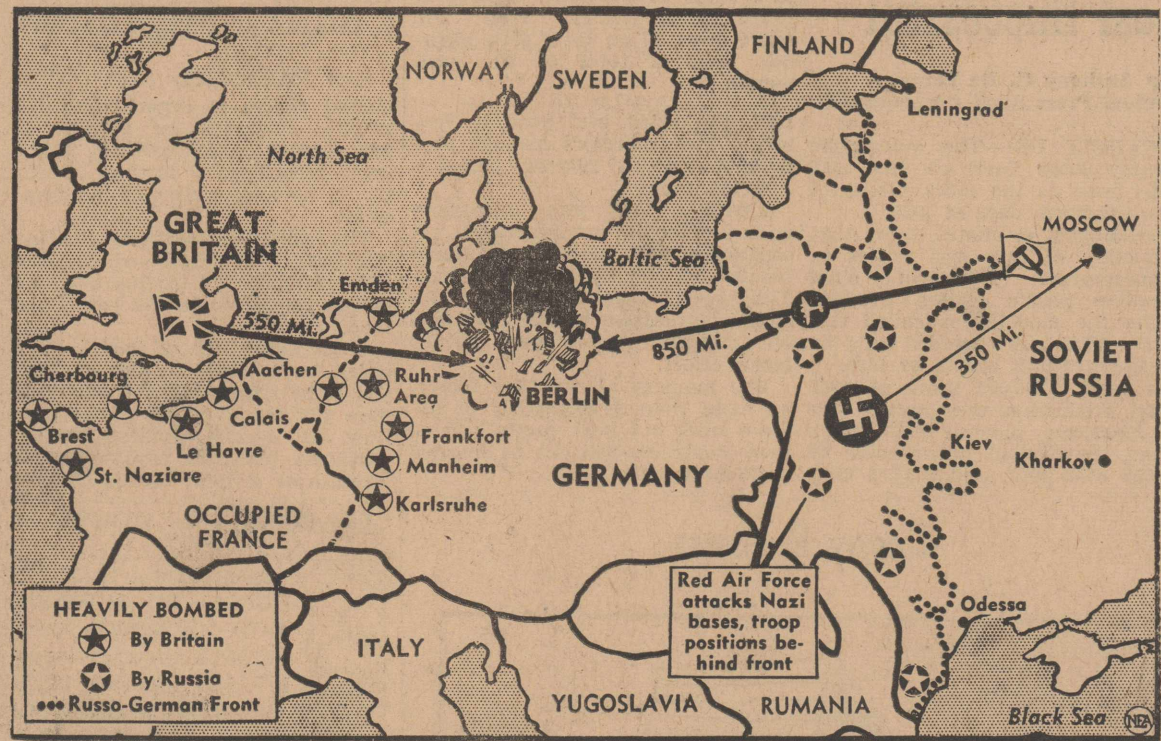 NORWAY
SWEDEN
FINLAND
Leningrad
North Sea
GREAT
BRITAIN
MOSCOW
Baltic Sea
Emden
550 Mi.
850 Mi.
350 Mi.
SOVIET
RUSSIA
Cherbourg
Aachen
Ruhr
Area
BERLIN
Calais
Brest
Le Havre
Frankfort
Kiev
St. Naziare
Manheim
Kharkov
GERMANY
Karlsruhe
OCCUPIED
FRANCE
HEAVILY BOMBED
By Britain
By Russia
Russo-German Front
Red Air Force
attacks Nazi
bases, troop
positions be-
hind front
Odessa
ITALY
YUGOSLAVIA
RUMANIA
Black Sea
NEA